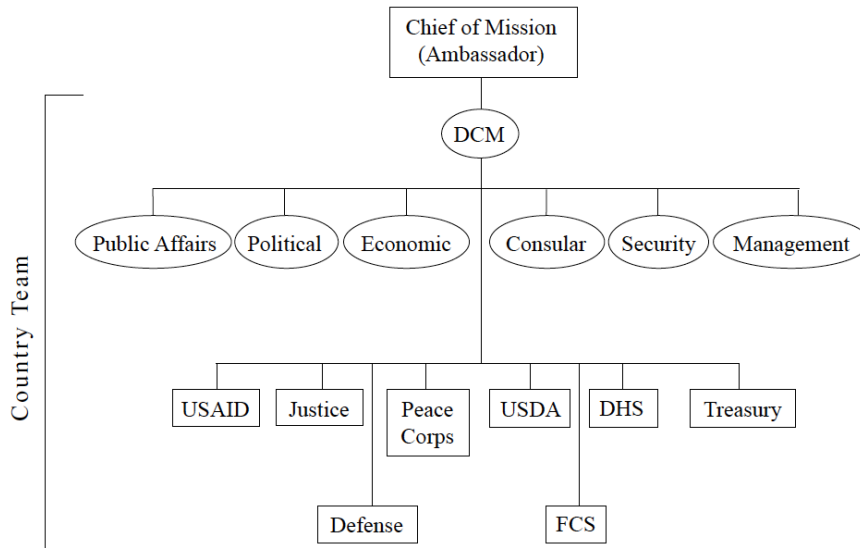 Chief of Mission
(Ambassador)
DCM
Public Affairs
Political
Economic
Consular
Security
Management
Country Team
USAID
Justice
Peace
Corps
USDA
DHS
Treasury
Defense
FCS